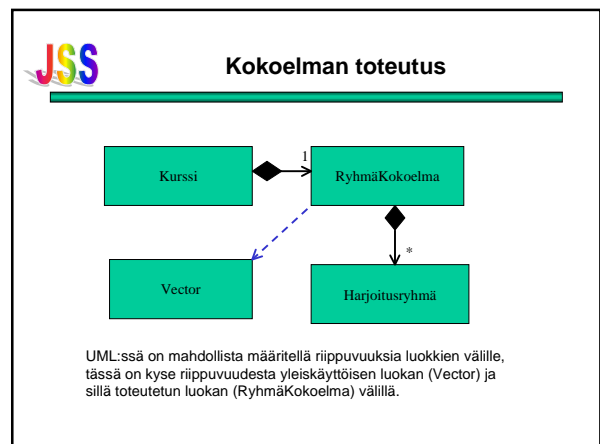 JSS
Kokoelman toteutus
Kurssi
1
RyhmäKokoelma
*
Vector
Harjoitusryhmä
UML:ssä on mahdollista määritellä riippuvuuksia luokkien välille,
tässä on kyse riippuvuudesta yleiskäyttöisen luokan (Vector) ja
sillä toteutetun luokan (RyhmäKokoelma) välillä.